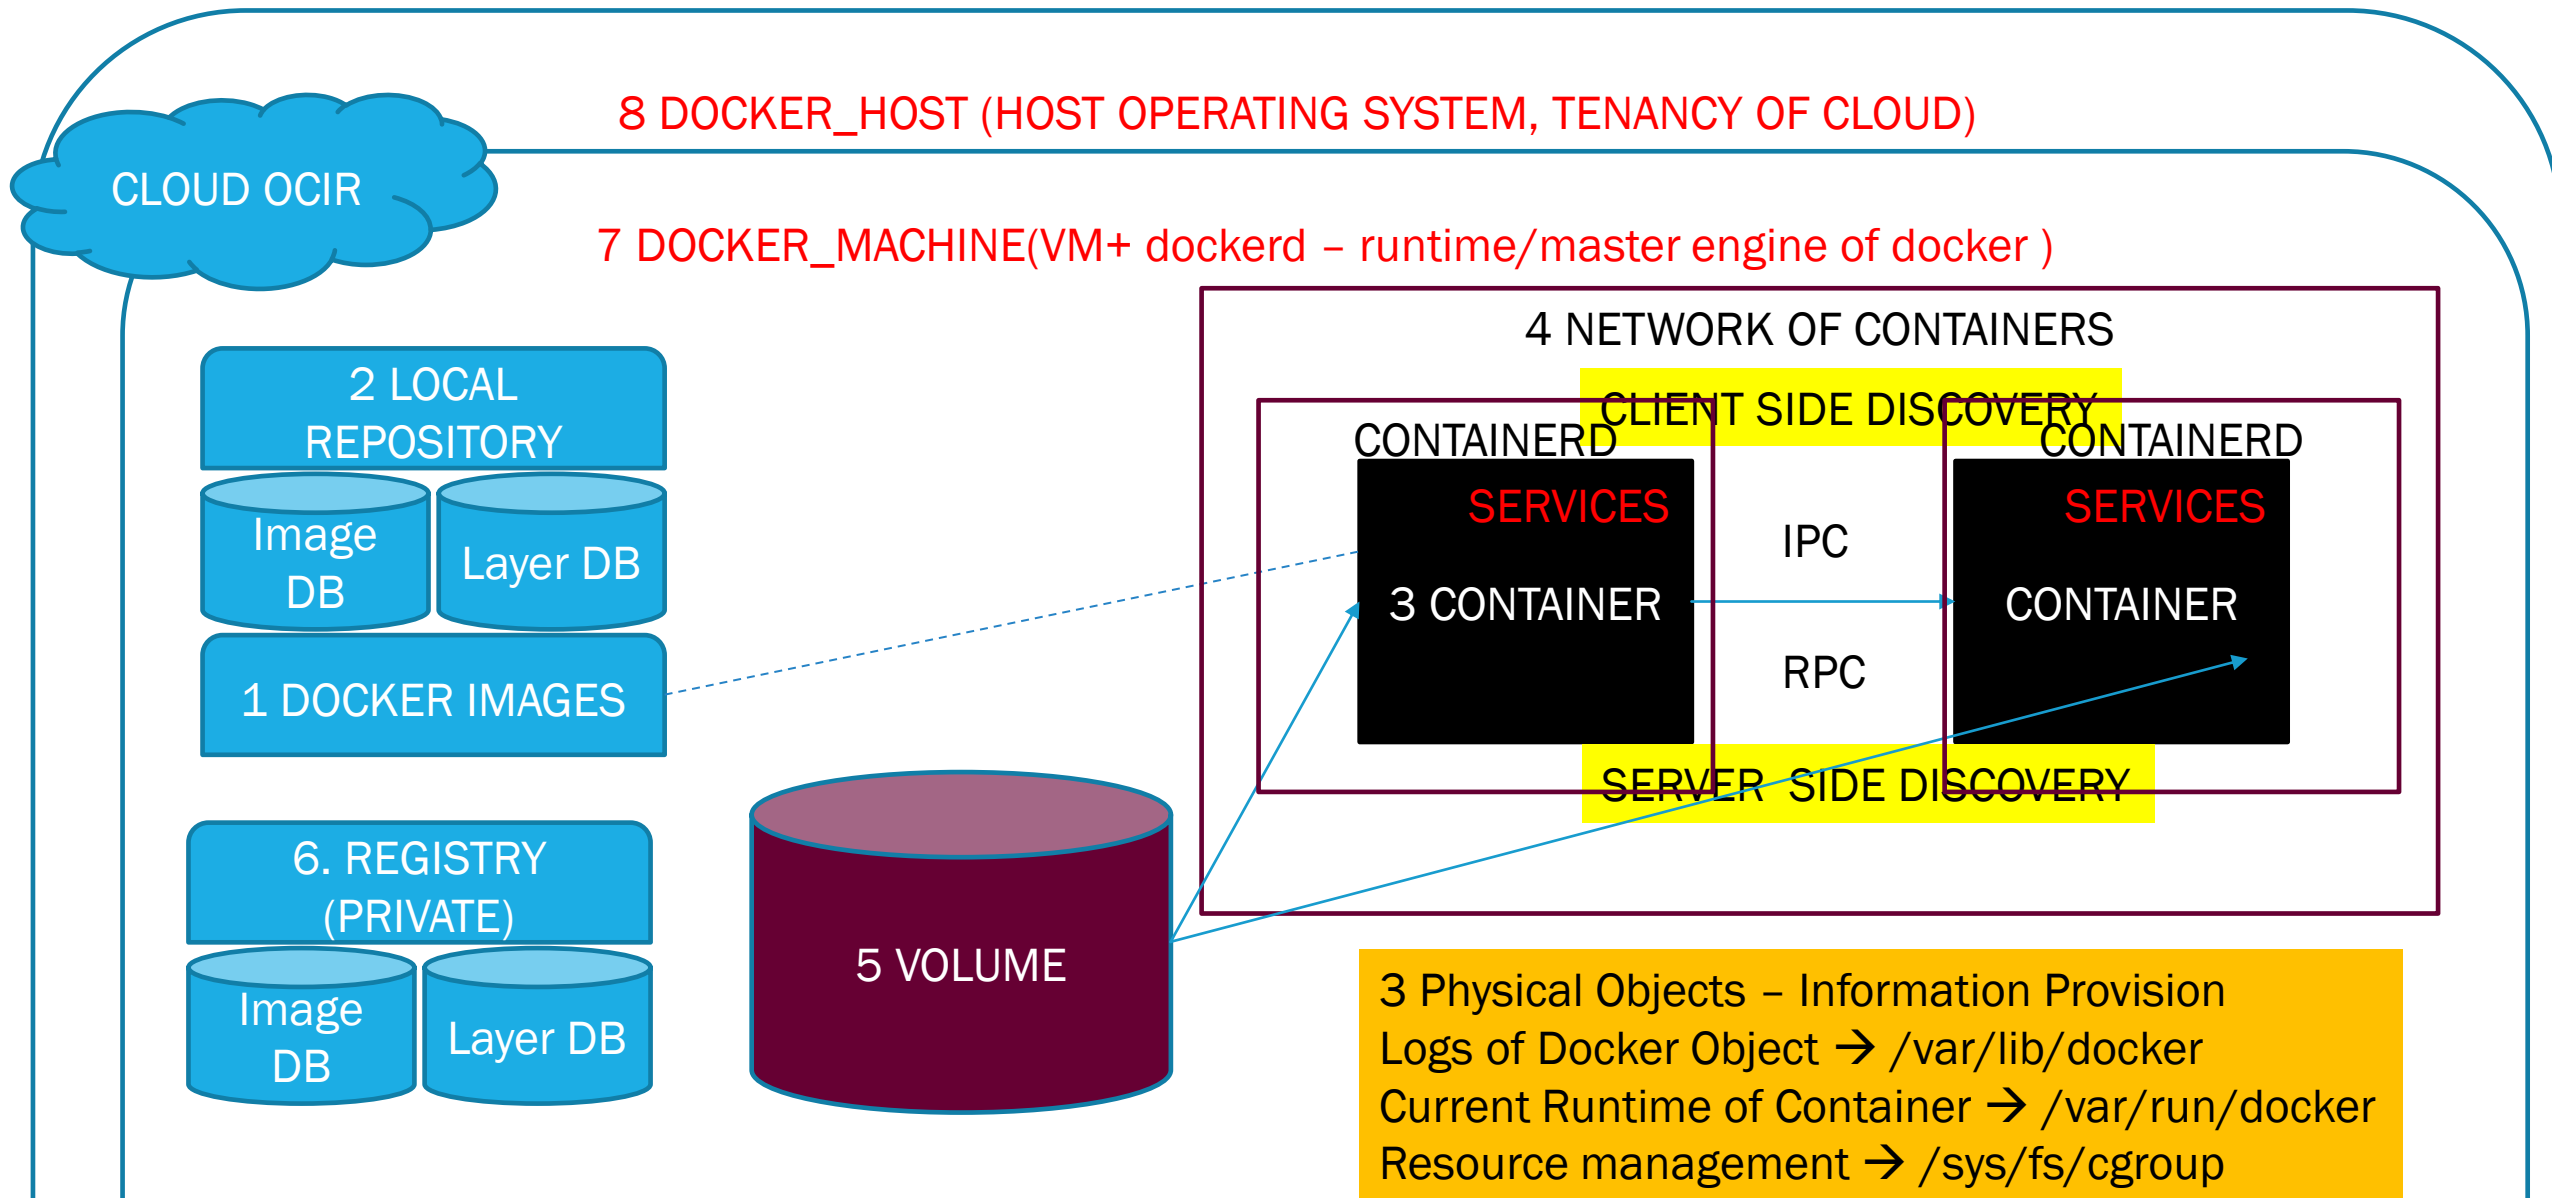 8 DOCKER_HOST (HOST OPERATING SYSTEM, TENANCY OF CLOUD)
CLOUD OCIR
7 DOCKER_MACHINE(VM+ dockerd – runtime/master engine of docker )
2 LOCAL
REPOSITORY
Image
DB
Layer DB
1 DOCKER IMAGES
6. REGISTRY
(PRIVATE)
Image
DB
Layer DB
5 VOLUME
4 NETWORK OF CONTAINERS
CLIENT SIDE DISCOVERY
CONTAINERD
SERVICES
3 CONTAINER
IPC
RPC
CONTAINERD
SERVICES
CONTAINER
SERVER  SIDE DISCOVERY
3 Physical Objects – Information Provision
Logs of Docker Object → /var/lib/docker
Current Runtime of Container → /var/run/docker
Resource management → /sys/fs/cgroup